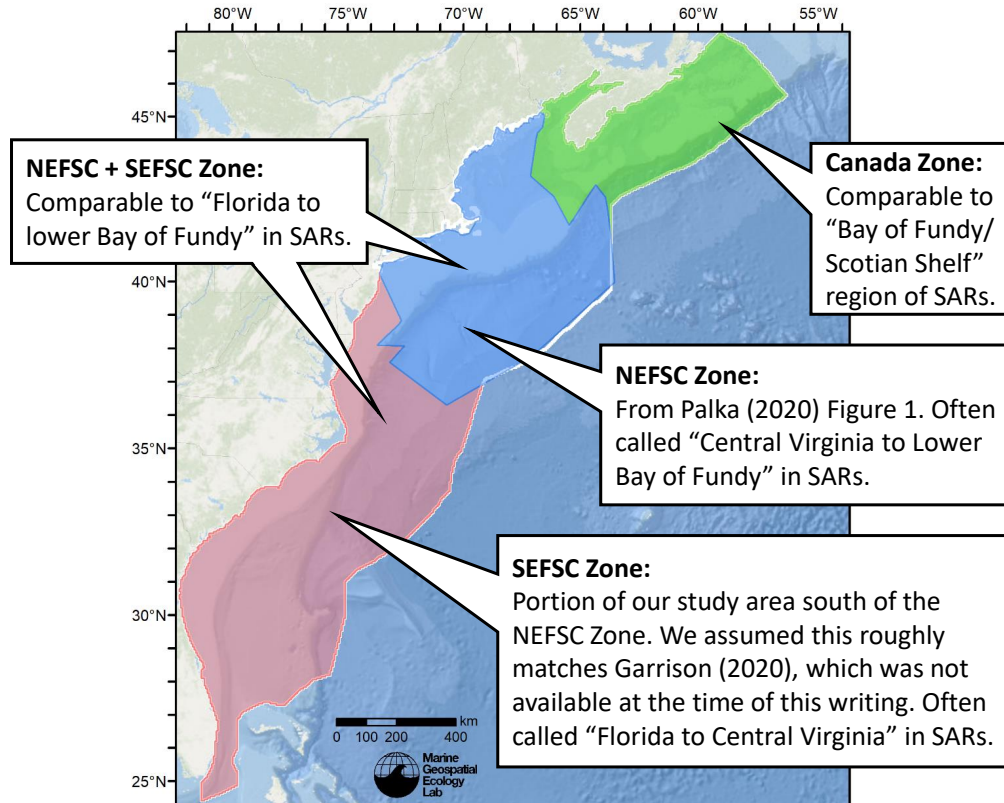 80°W 75°W 70°W 65°W 60°W 55°W
45°N
40°N
35°N
30°N
25°N
NEFSC + SEFSC Zone:
Comparable to “Florida to
lower Bay of Fundy” in SARs.
Canada Zone:
Comparable to
“Bay of Fundy/
Scotian Shelf”
region of SARs.
NEFSC Zone:
From Palka (2020) Figure 1. Often
called “Central Virginia to Lower
Bay of Fundy” in SARs.
SEFSC Zone:
Portion of our study area south of the
NEFSC Zone. We assumed this roughly
matches Garrison (2020), which was not
available at the time of this writing. Often
called “Florida to Central Virginia” in SARs.
km
0 100 200 400
Marine
Geospatial
Ecology
Lab